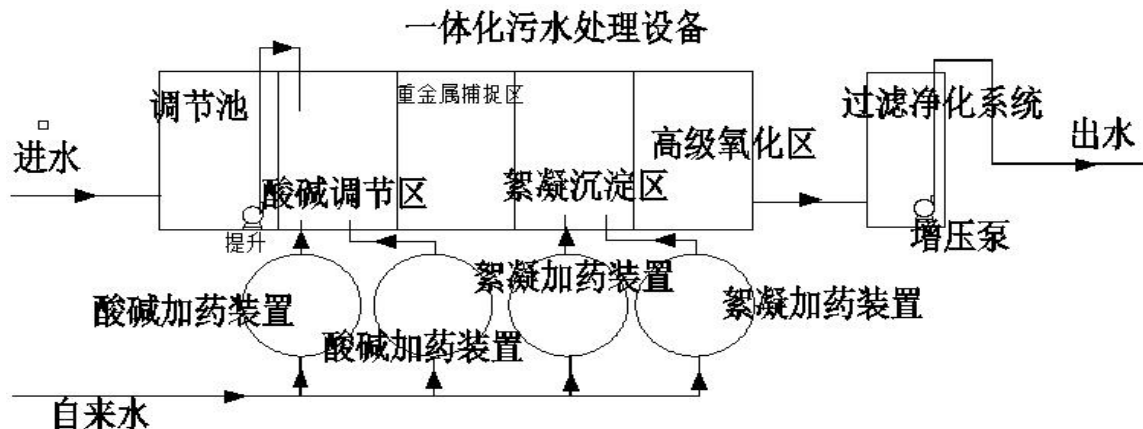 一体化污水处理设备
调节池
重金属捕捉区
过滤净化系统
高级氧化区
出水
进水
酸碱调节区
絮凝沉淀区
提升
增压泵
酸碱加药装置
絮凝加药装置
絮凝加药装置
酸碱加药装置
自来水